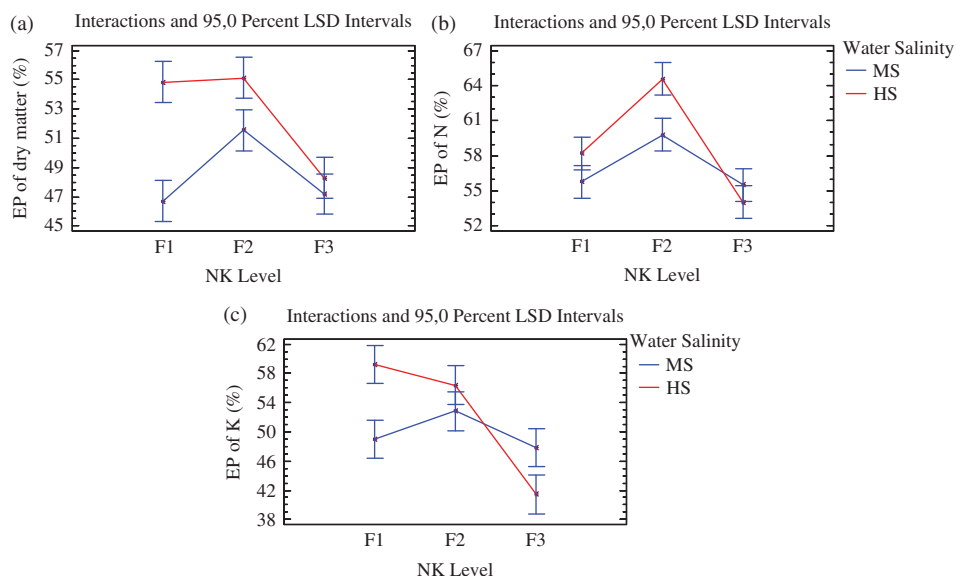 (a)
Interactions and 95,0 Percent LSD Intervals
EP of dry matter (%)
57
55
53
51
49
47
45
F1 F2 F3
NK Level
(b)
Interactions and 95,0 Percent LSD Intervals
EP of N (%)
67
64
61
58
55
52
F1 F2 F3
NK Level
Water Salinity
MS
HS
(c)
Interactions and 95,0 Percent LSD Intervals
EP of K (%)
62
58
54
50
46
42
38
F1 F2 F3
NK Level
Water Salinity
MS
HS